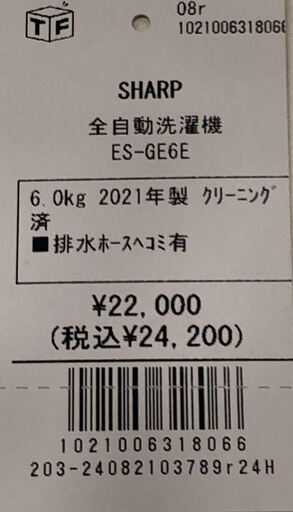 TF
08r
1021006318066
SHARP
全自動洗濯機
ES-GE6E
6.0kg 2021年製 ｸﾘｰﾆﾝｸﾞ
済
■排水ﾎｰｽﾍｺﾐ有
¥22,000
(税込¥24,200)
1021006318066
203-24082103789r24H